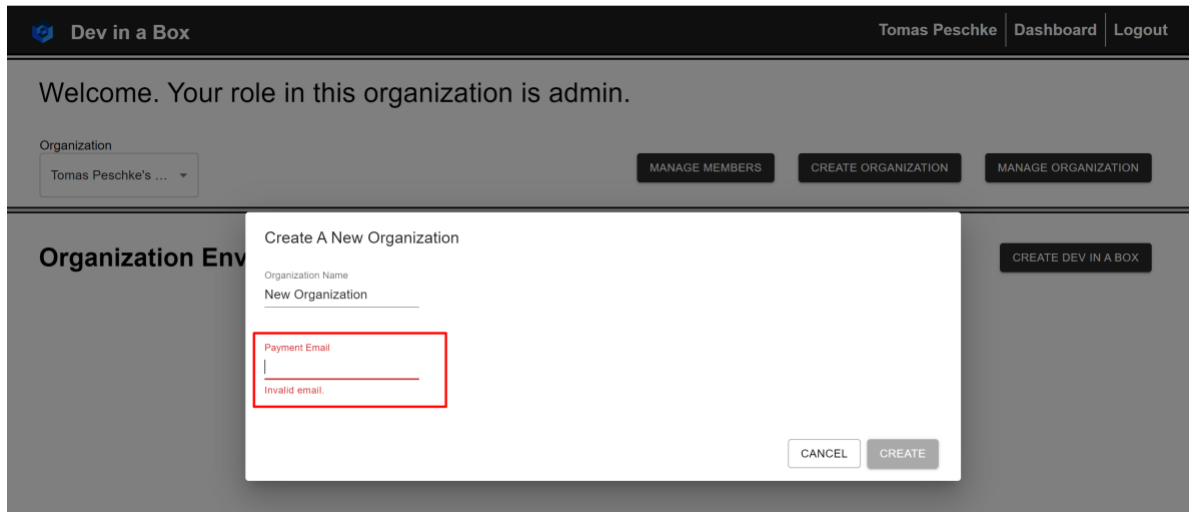 Dev in a Box
Tomas Peschke Dashboard Logout
Welcome. Your role in this organization is admin.
Organization
Tomas Peschke's ...
MANAGE MEMBERS CREATE ORGANIZATION MANAGE ORGANIZATION
Organization Env
CREATE DEV IN A BOX
Create A New Organization
Organization Name
New Organization
Payment Email
Invalid email.
CANCEL CREATE